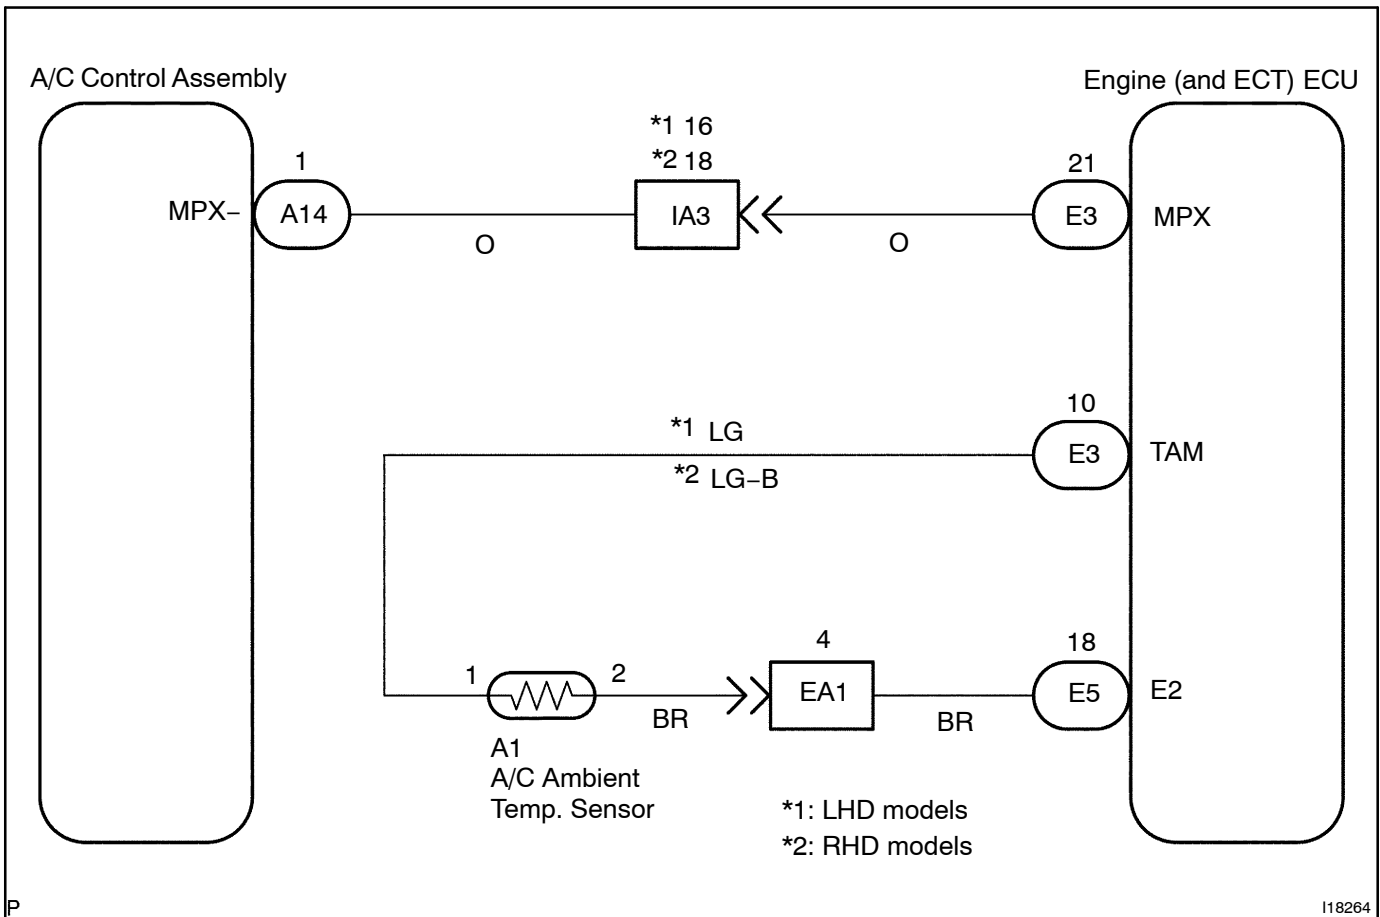 A/C Control Assembly
Engine (and ECT) ECU
*1 16
*2 18
1
21
MPX−
A14
IA3
E3
MPX
O
O
10
*1 LG
E3
TAM
*2 LG−B
4
18
1
2
EA1
E5
E2
BR
BR
A1
A/C Ambient
Temp. Sensor
*1: LHD models
*2: RHD models
P
I18264